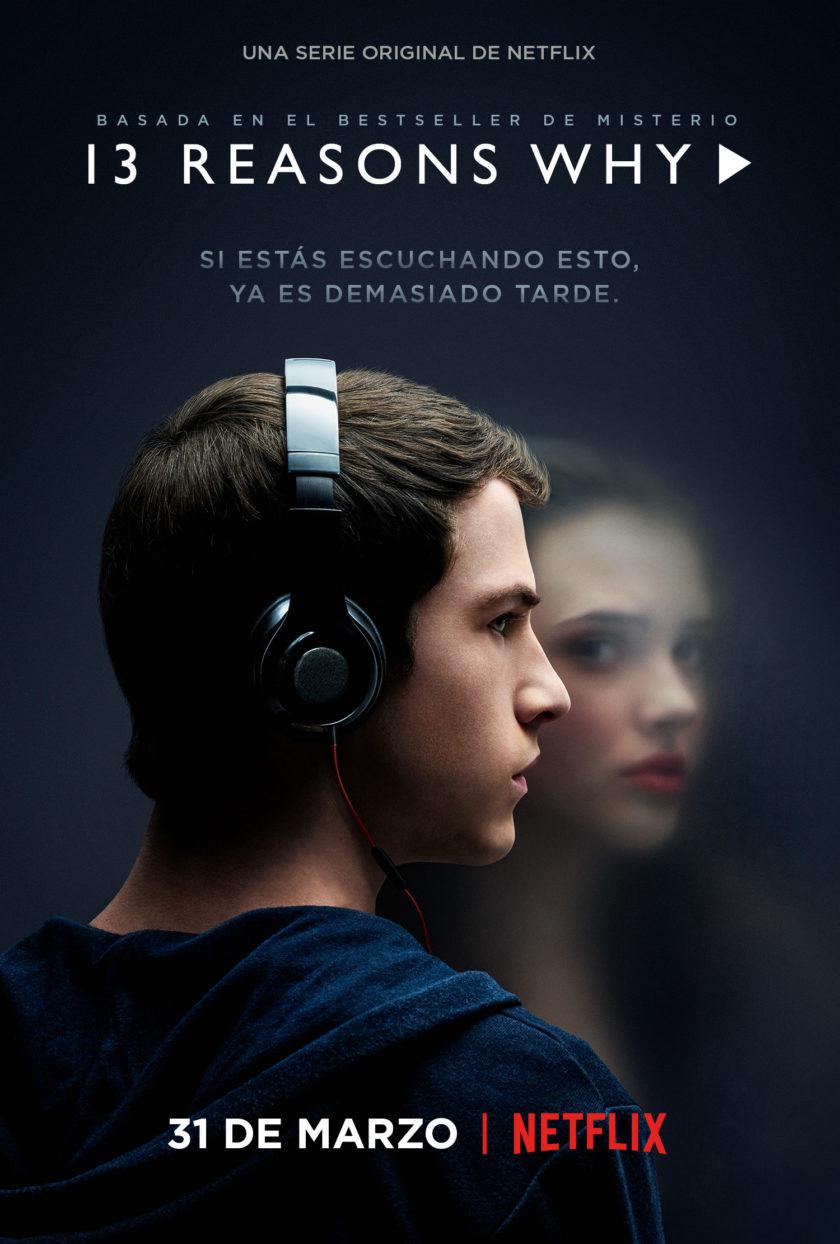 UNA SERIE ORIGINAL DE NETFLIX
BASADA EN EL BESTSELLER DE MISTERIO
13 REASONS WHY
SI ESTÁS ESCUCHANDO ESTO,
YA ES DEMASIADO TARDE.
31 DE MARZO | NETFLIX